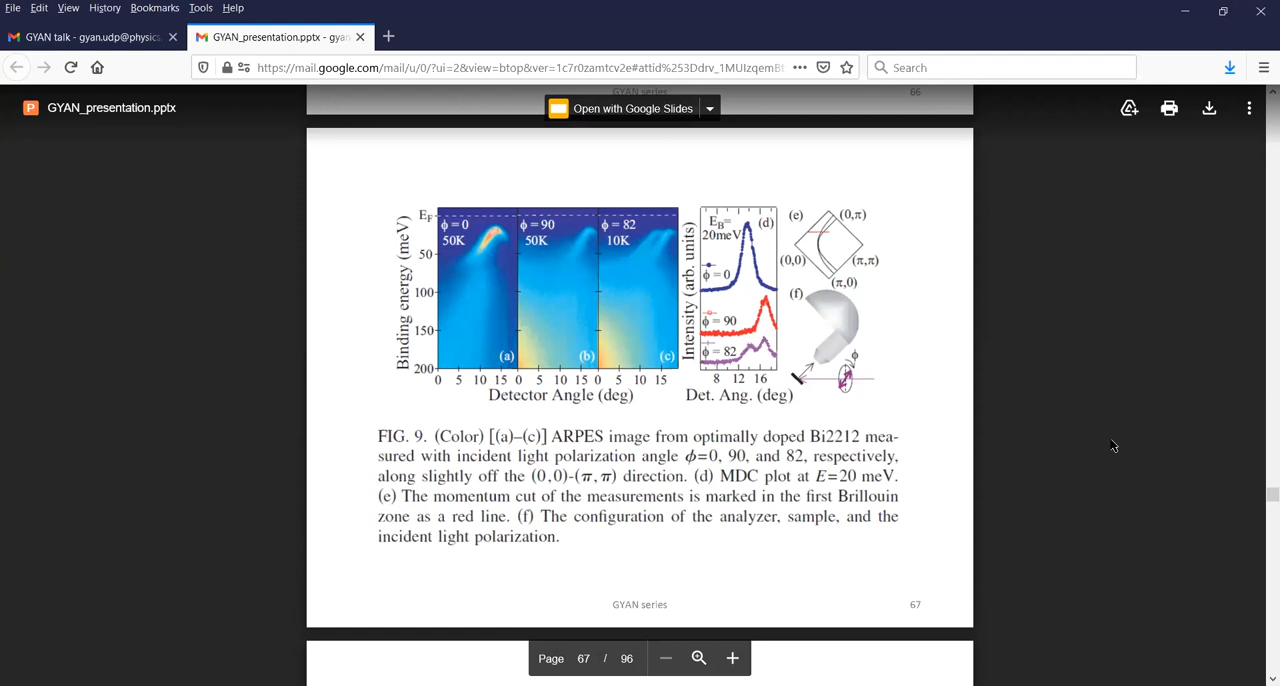 File Edit View History Bookmarks Tools Help
GYAN talk - gyan.udp@physics.
GYAN_presentation.pptx - gyan
https://mail.google.com/mail/u/0/?ui=2&view=btop&ver=1c7r0zamtcv2e#attid%253Ddrv_1MUIzqemB
Search
GYAN series 66
P GYAN_presentation.pptx
Open with Google Slides
EF
50
100
150
200
Binding energy (meV)
ϕ = 0
50K
(a)
ϕ = 90
50K
(b)
ϕ = 82
10K
(c)
0 5 10 15 0 5 10 15 0 5 10 15
Detector Angle (deg)
Intensity (arb. units)
EB=
20meV
(d)
ϕ = 0
ϕ = 90
ϕ = 82
8 12 16
Det. Ang. (deg)
(e)
(0,π)
(0,0)
(π,π)
(π,0)
(f)
ϕ
FIG. 9. (Color) [(a)–(c)] ARPES image from optimally doped Bi2212 mea-
sured with incident light polarization angle ϕ=0, 90, and 82, respectively,
along slightly off the (0,0)-(π,π) direction. (d) MDC plot at E=20 meV.
(e) The momentum cut of the measurements is marked in the first Brillouin
zone as a red line. (f) The configuration of the analyzer, sample, and the
incident light polarization.
GYAN series 67
Page 67 / 96